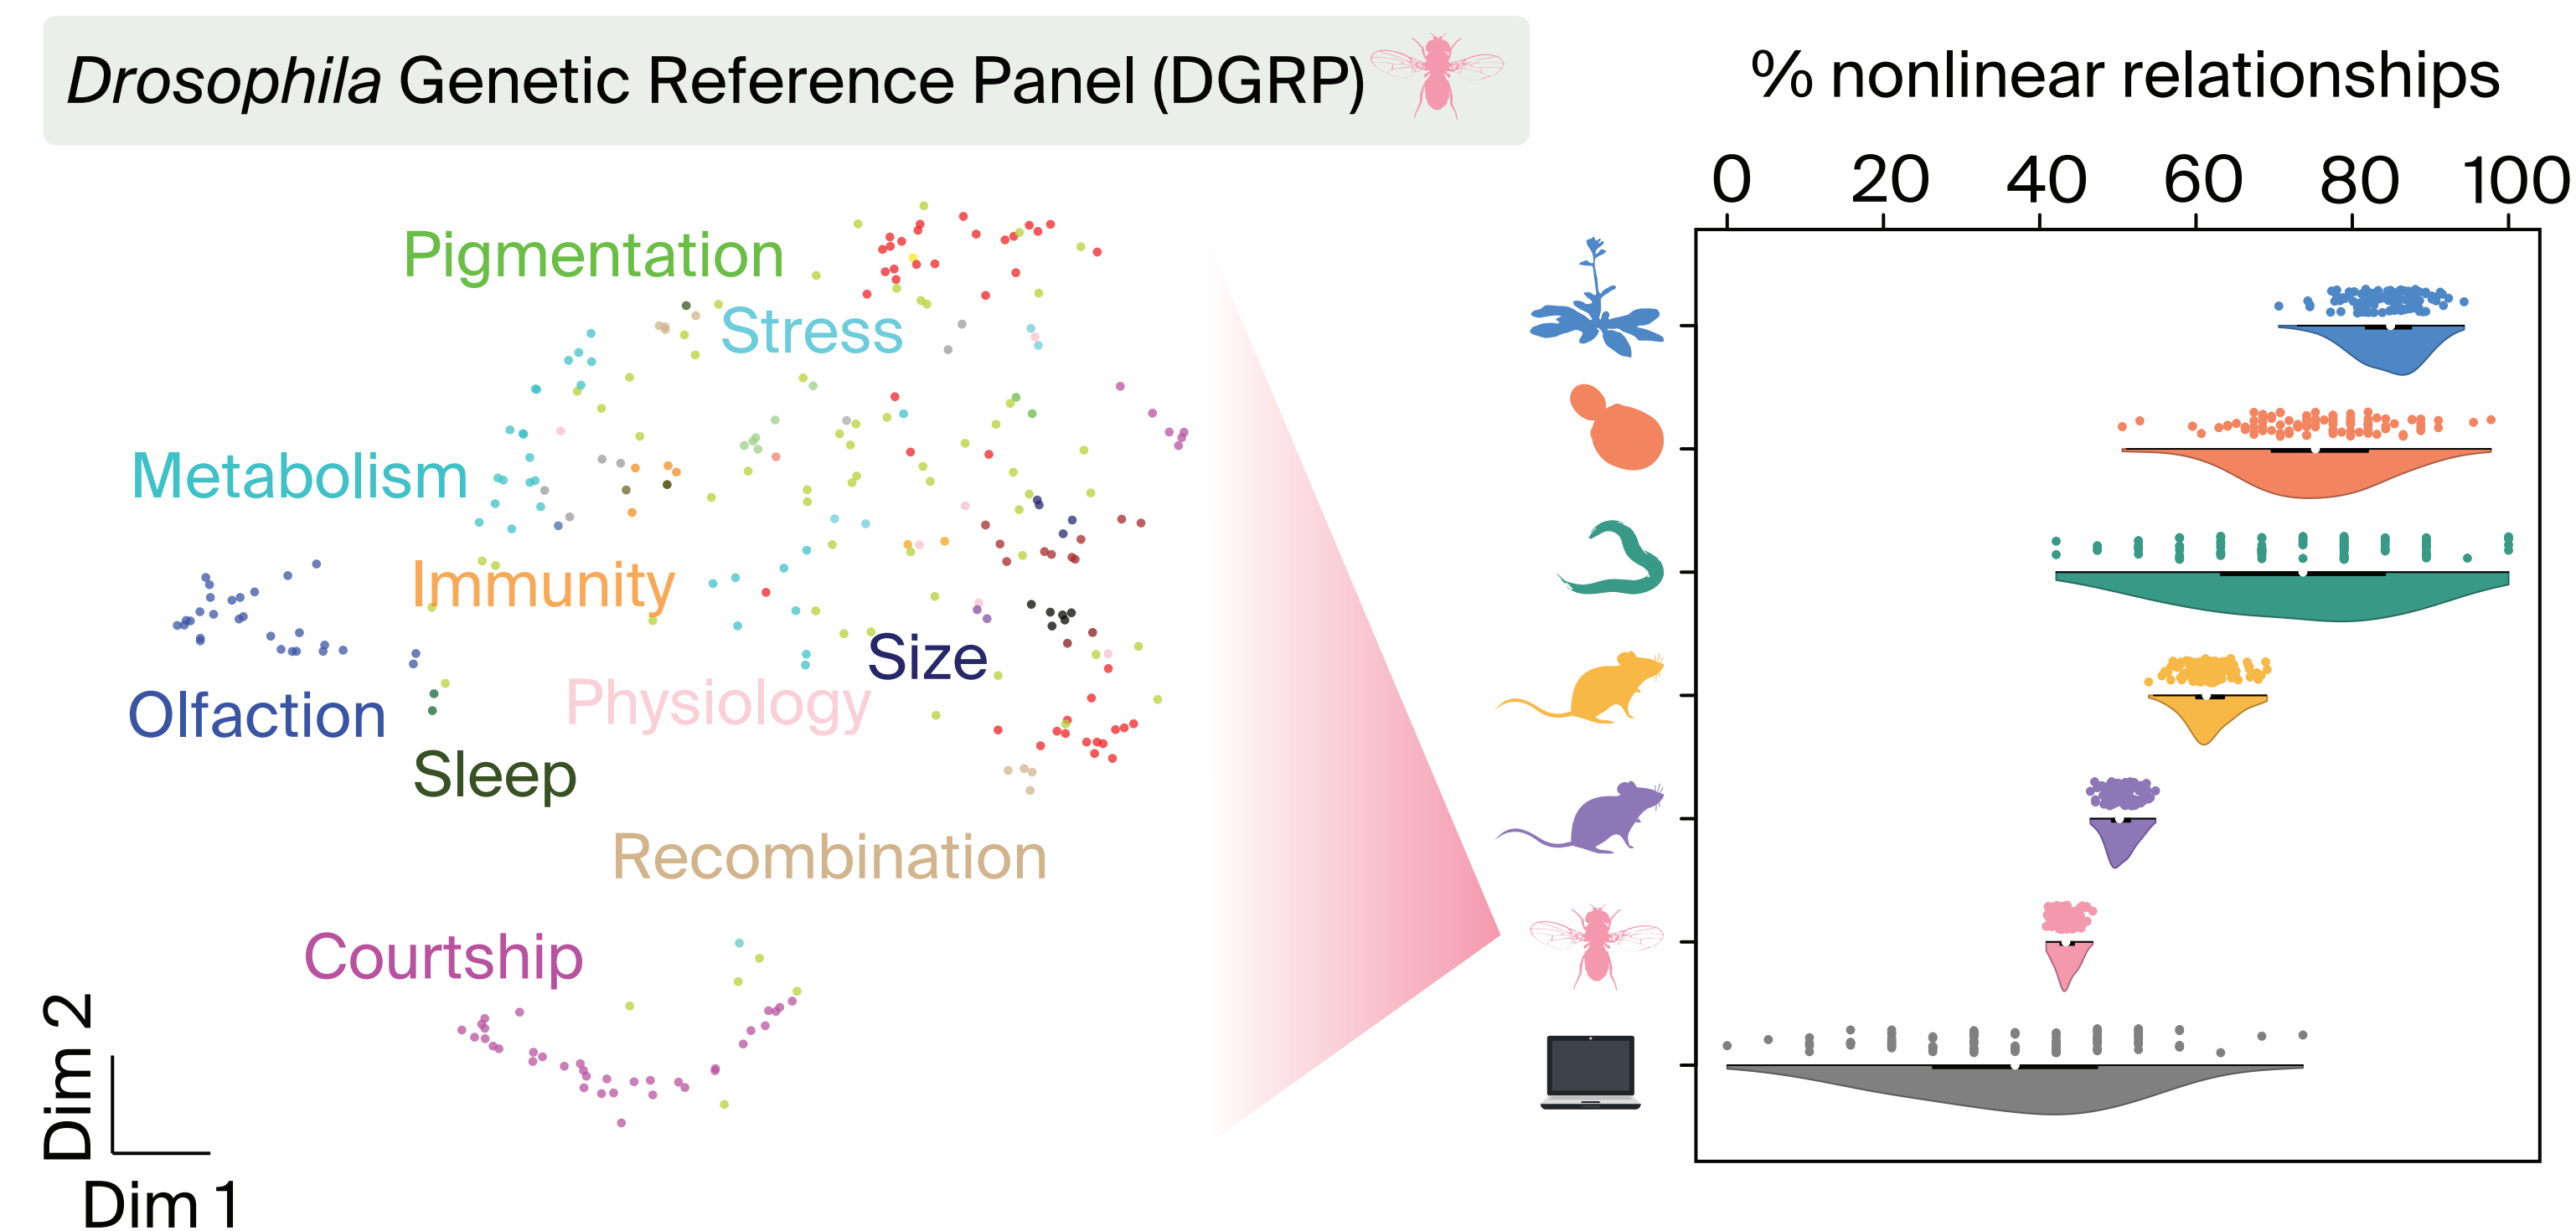 Drosophila Genetic Reference Panel (DGRP)
% nonlinear relationships
0 20 40 60 80 100
Pigmentation
Stress
Metabolism
Immunity
Size
Olfaction
Physiology
Sleep
Recombination
Courtship
Dim 2
Dim 1